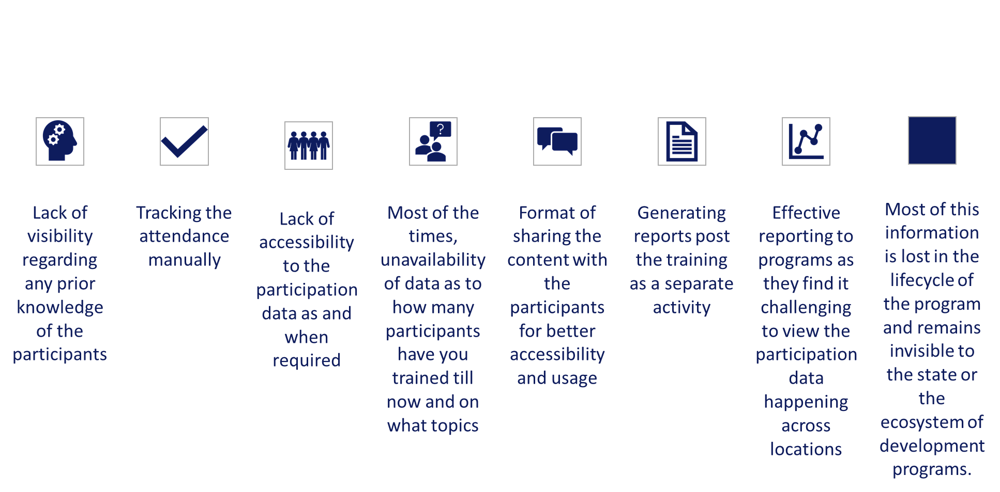 Lack of
visibility
regarding
any prior
knowledge
of the
participants
Tracking the
attendance
manually
Lack of
accessibility
to the
participation
data as and
when
required
Most of the
times,
unavailability
of data as to
how many
participants
have you
trained till
now and on
what topics
Format of
sharing the
content with
the
participants
for better
accessibility
and usage
Generating
reports post
the training
as a separate
activity
Effective
reporting to
programs as
they find it
challenging
to view the
participation
data
happening
across
locations
Most of this
information
is lost in the
lifecycle of
the program
and remains
invisible to
the state or
the
ecosystem of
development
programs.